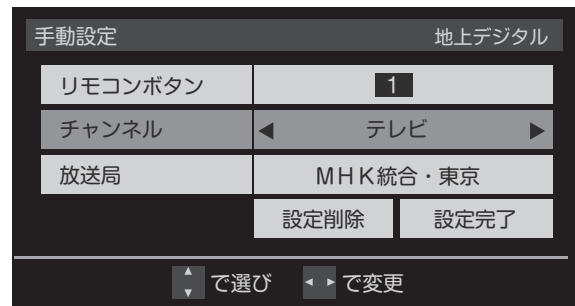 手動設定 地上デジタル
リモコンボタン 1
チャンネル ◀ テレビ ▶
放送局 MHK統合・東京
設定削除 設定完了
▲▼で選び ◂▸で変更